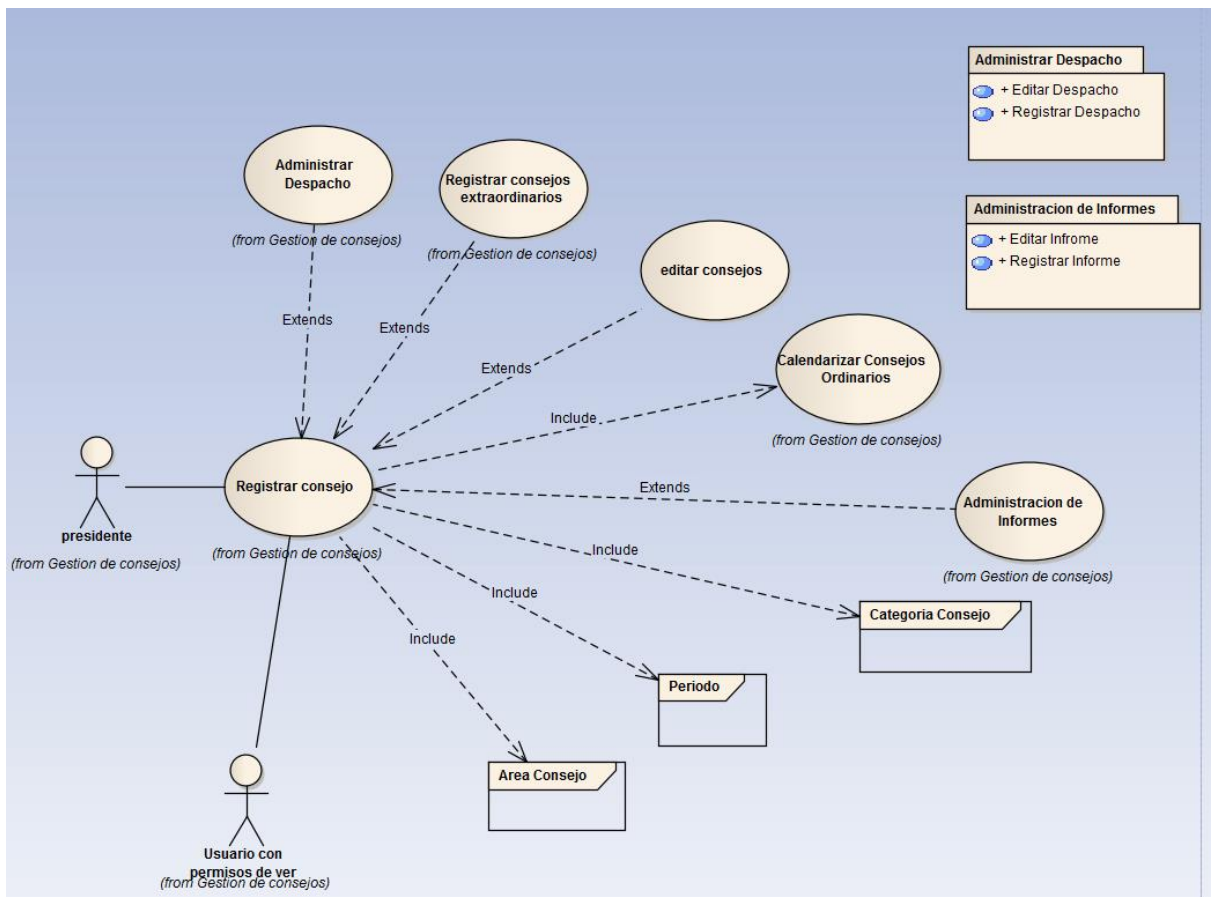 Administrar Despacho
+ Editar Despacho
+ Registrar Despacho
Administrar
Despacho
(from Gestion de consejos)
Registrar consejos
extraordinarios
(from Gestion de consejos)
Administracion de Informes
+ Editar Infrome
+ Registrar Informe
editar consejos
Extends
Extends
Extends
Calendarizar Consejos
Ordinarios
(from Gestion de consejos)
Include
Registrar consejo
(from Gestion de consejos)
Extends
Administracion de
Informes
(from Gestion de consejos)
presidente
(from Gestion de consejos)
Include
Include
Include
Categoria Consejo
Periodo
Area Consejo
Usuario con
permisos de ver
(from Gestion de consejos)